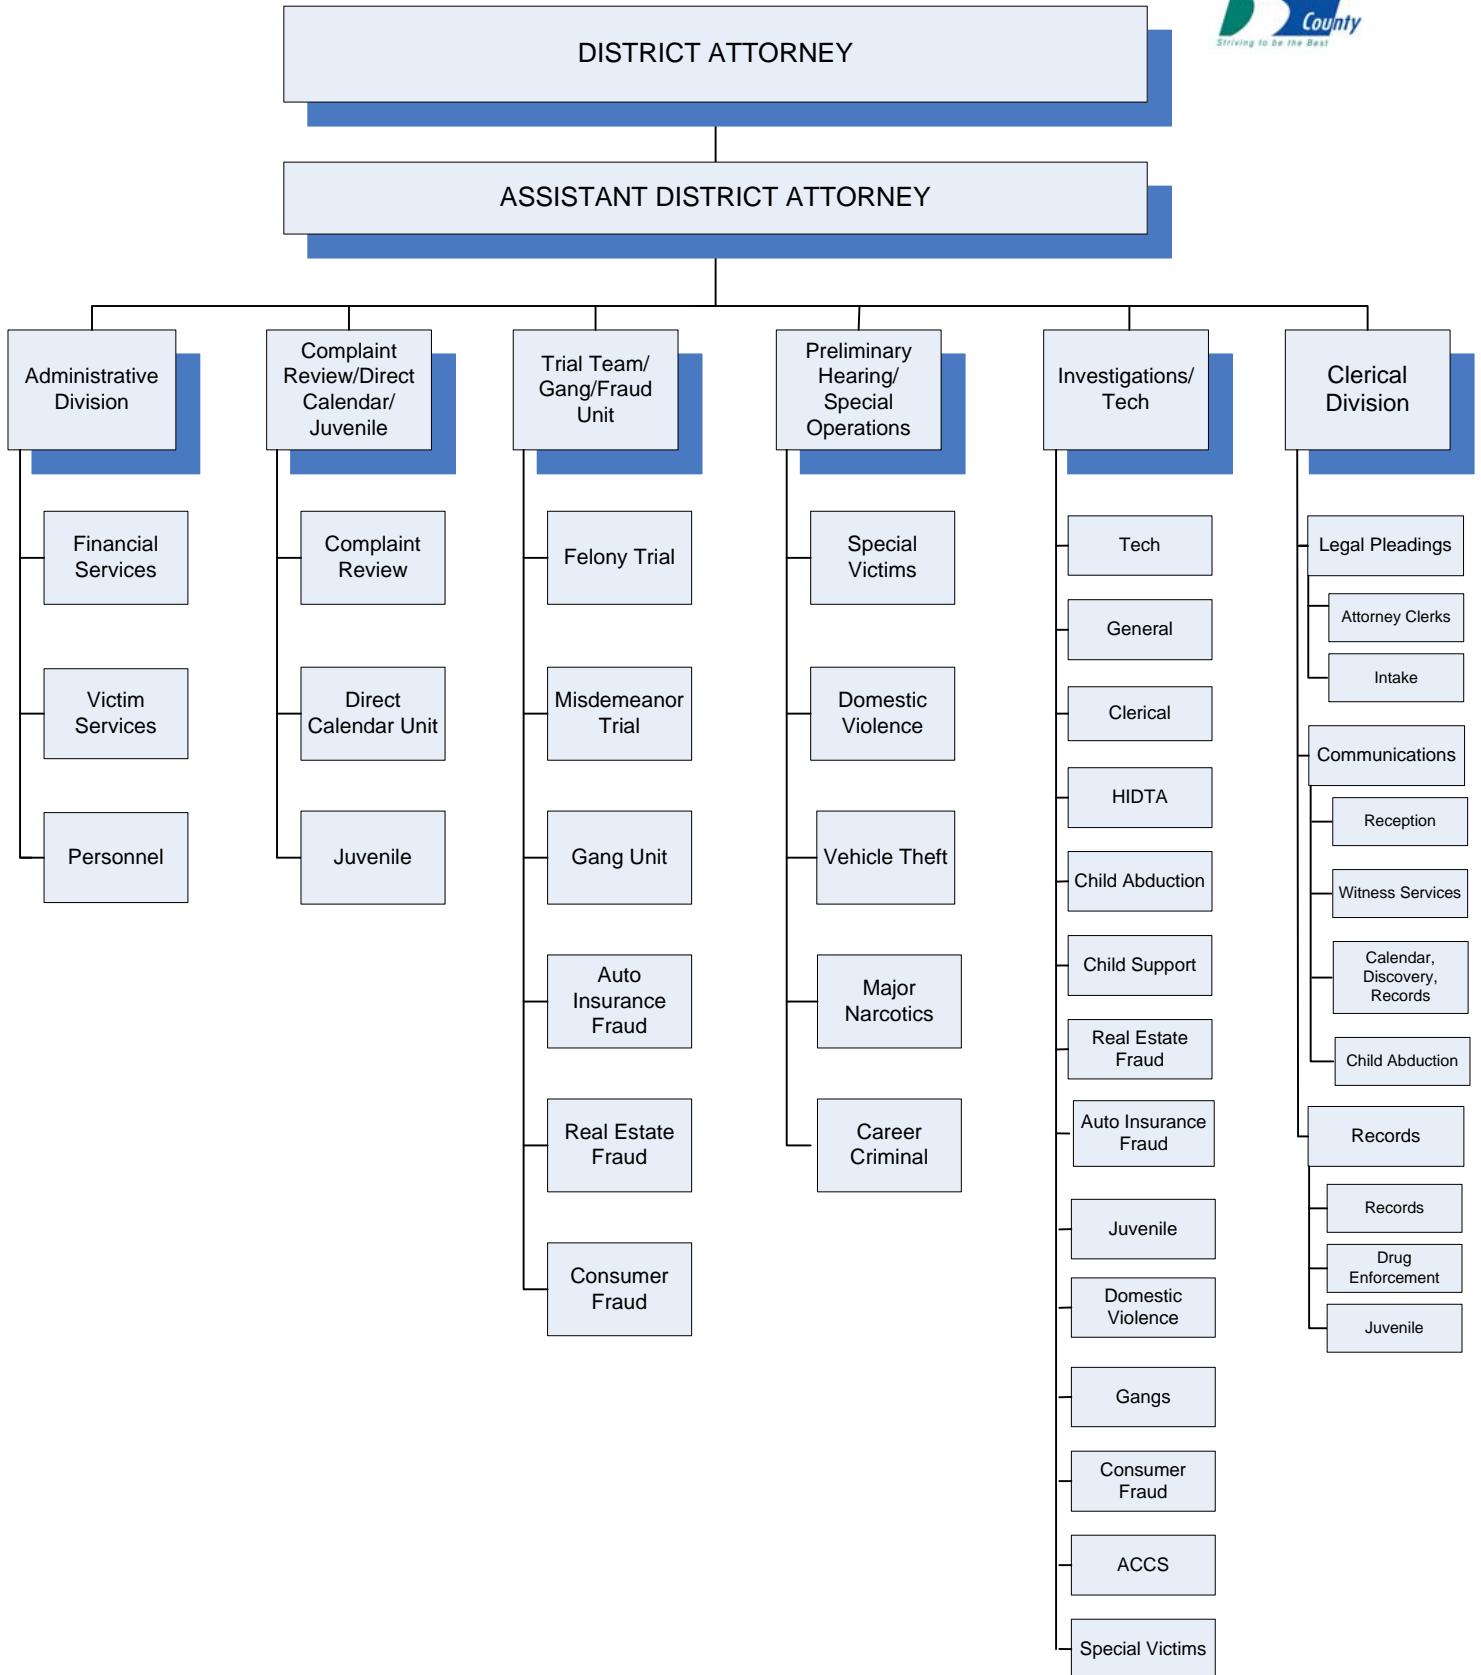 County
Striving to be the Best
DISTRICT ATTORNEY
ASSISTANT DISTRICT ATTORNEY
Administrative
Division
Financial
Services
Victim
Services
Personnel
Complaint
Review/Direct
Calendar/
Juvenile
Complaint
Review
Direct
Calendar Unit
Juvenile
Trial Team/
Gang/Fraud
Unit
Felony Trial
Misdemeanor
Trial
Gang Unit
Auto
Insurance
Fraud
Real Estate
Fraud
Consumer
Fraud
Preliminary
Hearing/
Special
Operations
Special
Victims
Domestic
Violence
Vehicle Theft
Major
Narcotics
Career
Criminal
Investigations/
Tech
Tech
General
Clerical
HIDTA
Child Abduction
Child Support
Real Estate
Fraud
Auto Insurance
Fraud
Juvenile
Domestic
Violence
Gangs
Consumer
Fraud
ACCS
Special Victims
Clerical
Division
Legal Pleadings
Attorney Clerks
Intake
Communications
Reception
Witness Services
Calendar,
Discovery,
Records
Child Abduction
Records
Records
Drug
Enforcement
Juvenile